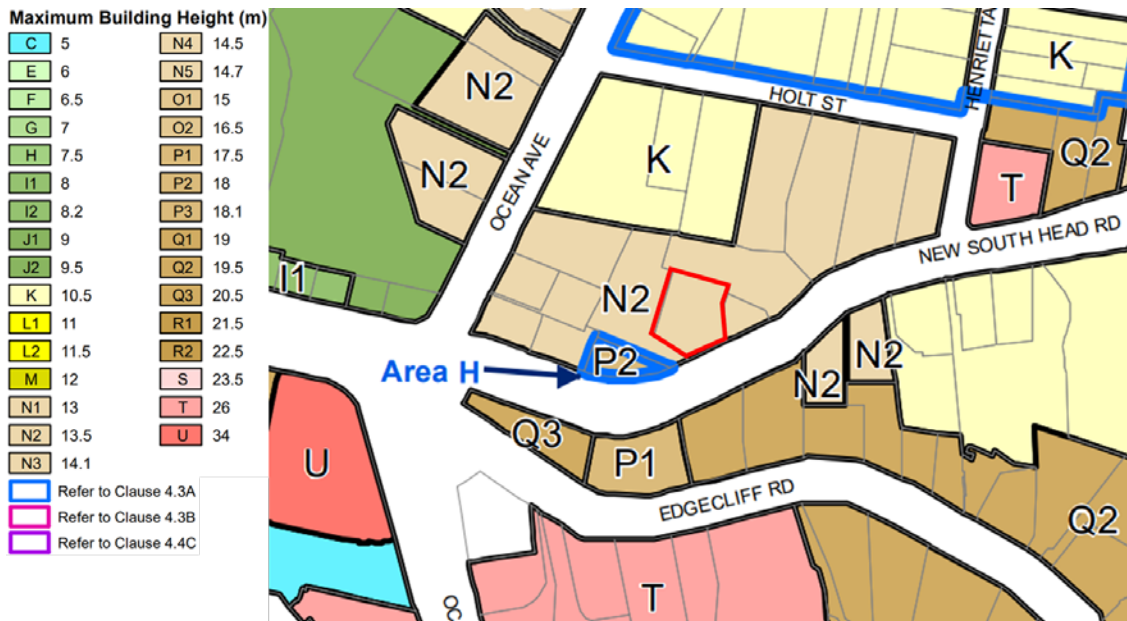 Maximum Building Height (m)
C 5
E 6
F 6.5
G 7
H 7.5
I1 8
I2 8.2
J1 9
J2 9.5
K 10.5
L1 11
L2 11.5
M 12
N1 13
N2 13.5
N3 14.1
N4 14.5
N5 14.7
O1 15
O2 16.5
P1 17.5
P2 18
P3 18.1
Q1 19
Q2 19.5
Q3 20.5
R1 21.5
R2 22.5
S 23.5
T 26
U 34
Refer to Clause 4.3A
Refer to Clause 4.3B
Refer to Clause 4.4C
N2
K
HENRIETTA
HOLT ST
N2
K
Q2
T
OCEAN AVE
NEW SOUTH HEAD RD
I1
N2
Area H
P2
N2
N2
Q3
P1
U
EDGECLIFF RD
Q2
T
OC